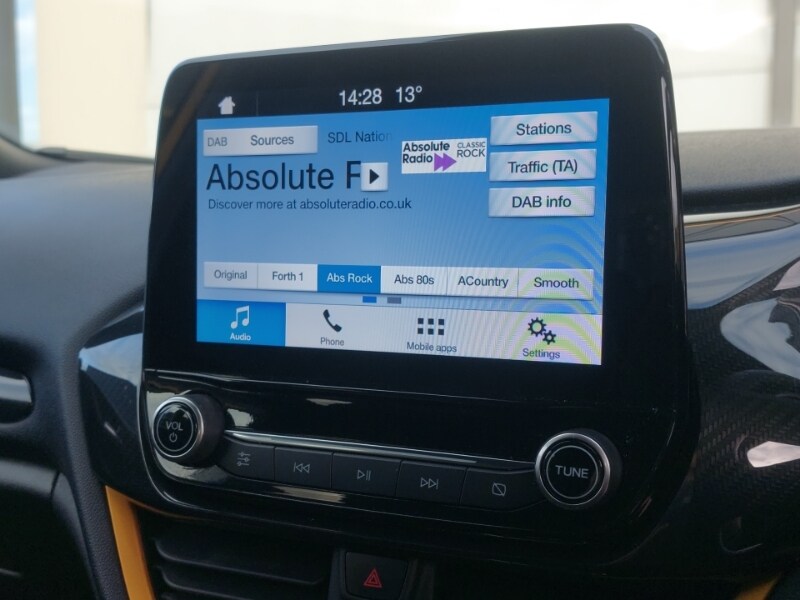 14:28 13°
DAB Sources SDL Nation
Absolute Radio CLASSIC ROCK
Stations
Absolute
Traffic (TA)
Discover more at absoluteradio.co.uk
DAB info
Original Forth 1 Abs Rock Abs 80s ACountry Smooth
Audio Phone Mobile apps Settings
VOL
TUNE